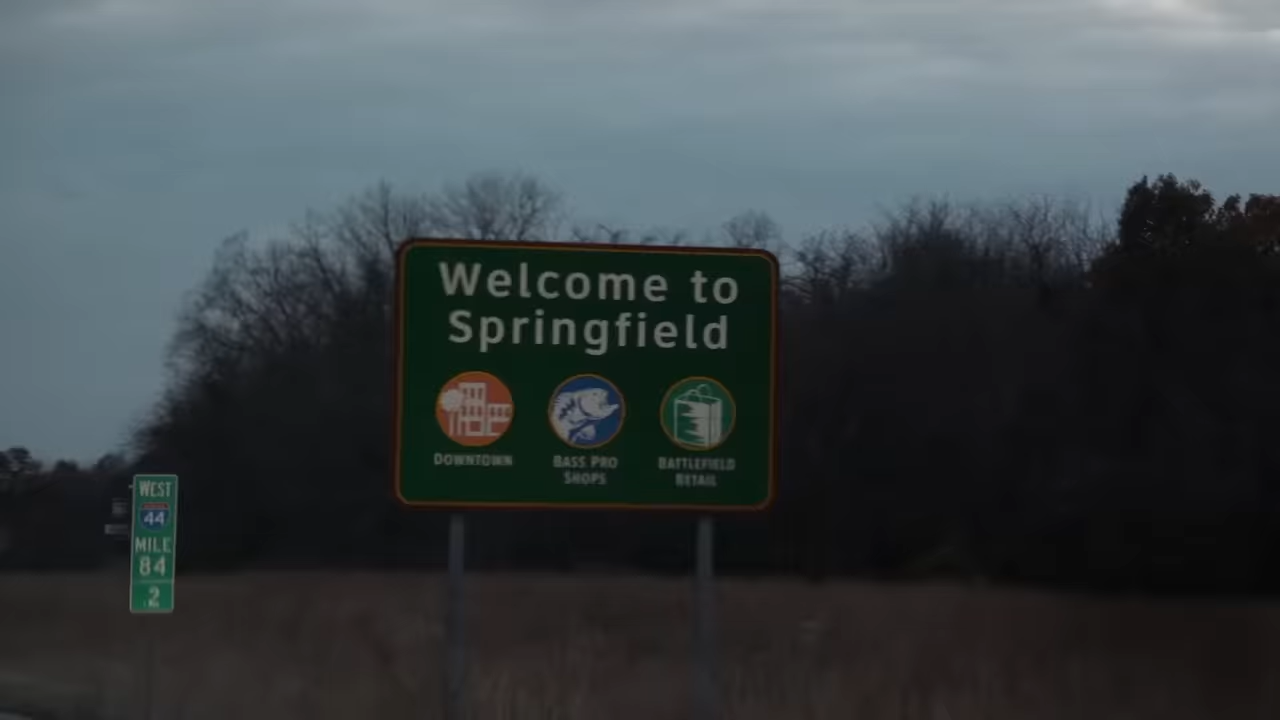 Welcome to
Springfield
DOWNTOWN
BASS PRO
SHOPS
BATTLEFIELD
RETAIL
WEST
44
MILE
84
2